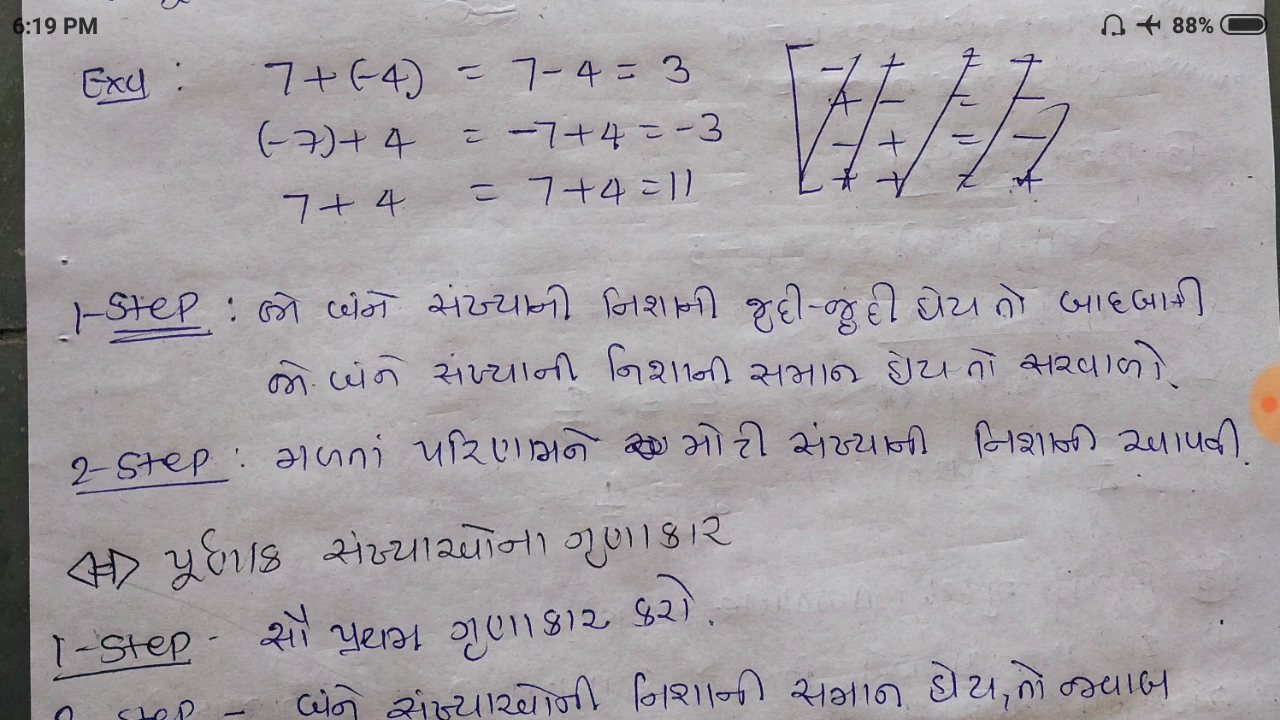 6:19 PM 88%
Exy : 7+(-4) = 7-4 = 3
(-7)+4 = -7+4 = -3
7+4 = 7+4 = 11
1-Step : જો બંને સંખ્યાની નિશાની જુદી-જુદી હોય તો બાદબાકી
જો બંને સંખ્યાની નિશાની સમાન હોય તો સરવાળો.
2-Step : મળતાં પરિણામને મોટી સંખ્યાની નિશાની આપવી.
પૂર્ણાક સંખ્યાઓના ગુણાકાર
1-Step - સૌ પ્રથમ ગુણાકાર કરો.
Step - બંને સંખ્યાઓની નિશાની સમાન હોય, તો જવાબ